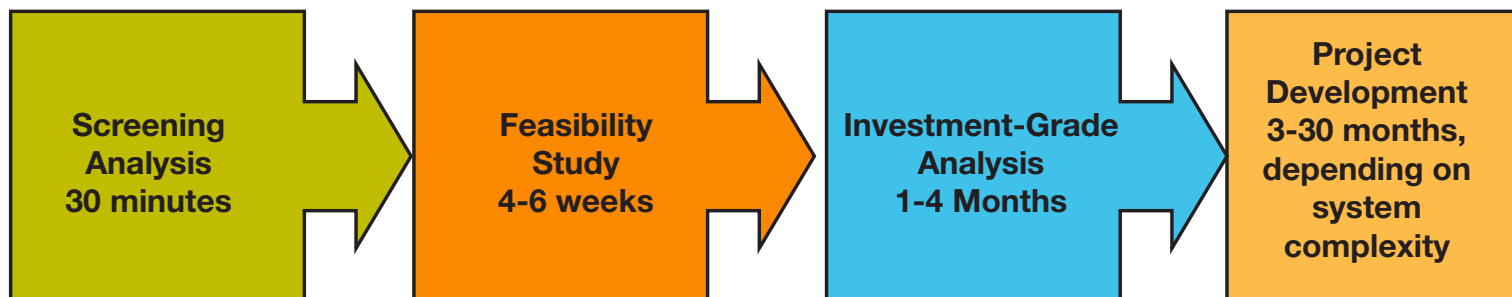 Screening
Analysis
30 minutes
Feasibility
Study
4-6 weeks
Investment-Grade
Analysis
1-4 Months
Project
Development
3-30 months,
depending on
system
complexity